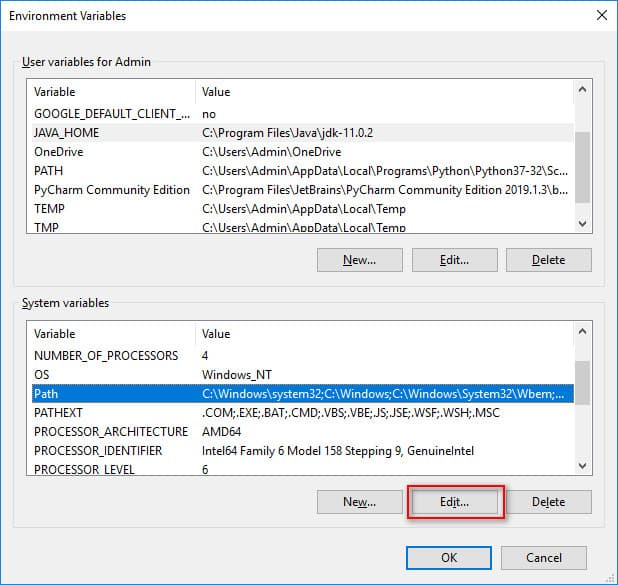 Environment Variables
User variables for Admin
Variable Value
GOOGLE_DEFAULT_CLIENT_... no
JAVA_HOME C:\Program Files\Java\jdk-11.0.2
OneDrive C:\Users\Admin\OneDrive
PATH C:\Users\Admin\AppData\Local\Programs\Python\Python37-32\Sc...
PyCharm Community Edition C:\Program Files\JetBrains\PyCharm Community Edition 2019.1.3\b...
TEMP C:\Users\Admin\AppData\Local\Temp
TMP C:\Users\Admin\AppData\Local\Temp
New... Edit... Delete
System variables
Variable Value
NUMBER_OF_PROCESSORS 4
OS Windows_NT
Path C:\Windows\system32;C:\Windows;C:\Windows\System32\Wbem;...
PATHEXT .COM;.EXE;.BAT;.CMD;.VBS;.VBE;.JS;.JSE;.WSF;.WSH;.MSC
PROCESSOR_ARCHITECTURE AMD64
PROCESSOR_IDENTIFIER Intel64 Family 6 Model 158 Stepping 9, GenuineIntel
PROCESSOR_LEVEL 6
New... Edit... Delete
OK Cancel